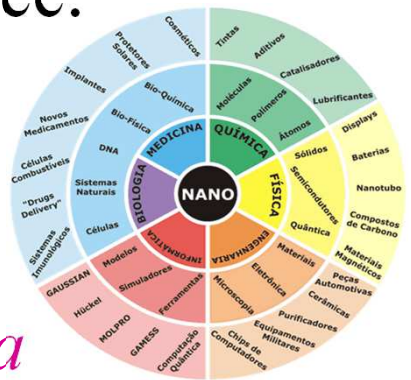 NANO
MEDICINA
QUÍMICA
FÍSICA
ENGENHARIA
INFORMÁTICA
BIOLOGIA
Bio-Química
Bio-Física
DNA
Sistemas
Naturais
Células
Moléculas
Polímeros
Átomos
Sólidos
Semicondutores
Quântica
Materiais
Eletrônica
Microscopia
Ferramentas
Simuladores
Modelos
Cosméticos
Protetores
Solares
Implantes
Novos
Medicamentos
Células
Combustíveis
"Drugs
Delivery"
Sistemas
Imunológicos
Tintas
Aditivos
Catalisadores
Lubrificantes
Displays
Baterias
Nanotubo
Compostos
de Carbono
Materiais
Magnéticos
Peças
Automotivas
Cerâmicas
Purificadores
Equipamentos
Militares
Chips de
Computadores
Computação
Quântica
GAMESS
MOLPRO
Hückel
GAUSSIAN
a